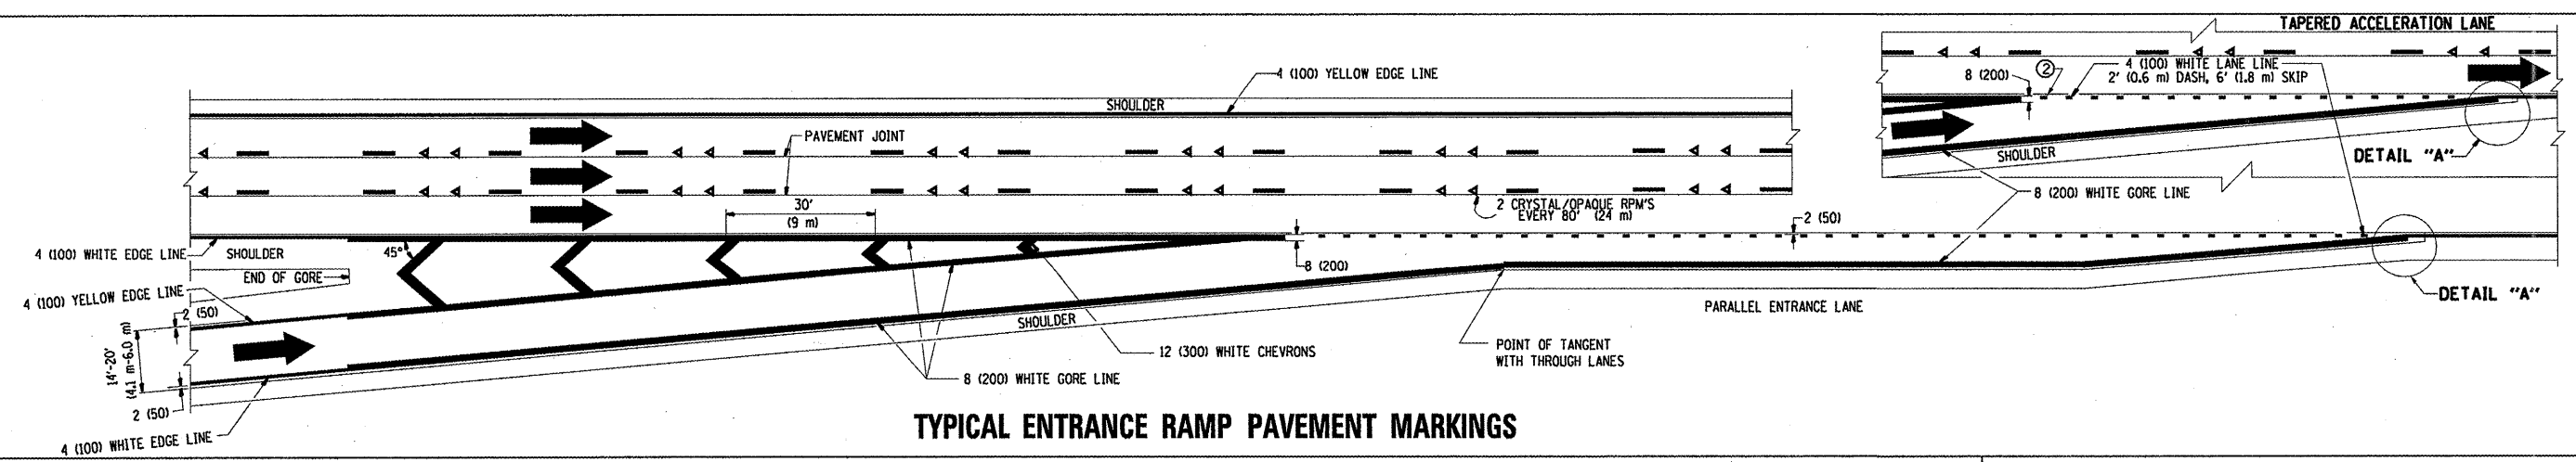 TAPERED ACCELERATION LANE
4 (100) YELLOW EDGE LINE
8 (200)
2
4 (100) WHITE LANE LINE
2' (0.6 m) DASH, 6' (1.8 m) SKIP
SHOULDER
PAVEMENT JOINT
SHOULDER
DETAIL "A"
8 (200) WHITE GORE LINE
30'
(9 m)
2 CRYSTAL/OPAQUE RPM'S
EVERY 80' (24 m)
2 (50)
4 (100) WHITE EDGE LINE
SHOULDER
45°
8 (200)
END OF GORE
4 (100) YELLOW EDGE LINE
2 (50)
DETAIL "A"
PARALLEL ENTRANCE LANE
SHOULDER
14'-20'
(4.1 m-6.0 m)
12 (300) WHITE CHEVRONS
POINT OF TANGENT
WITH THROUGH LANES
8 (200) WHITE GORE LINE
2 (50)
4 (100) WHITE EDGE LINE
TYPICAL ENTRANCE RAMP PAVEMENT MARKINGS